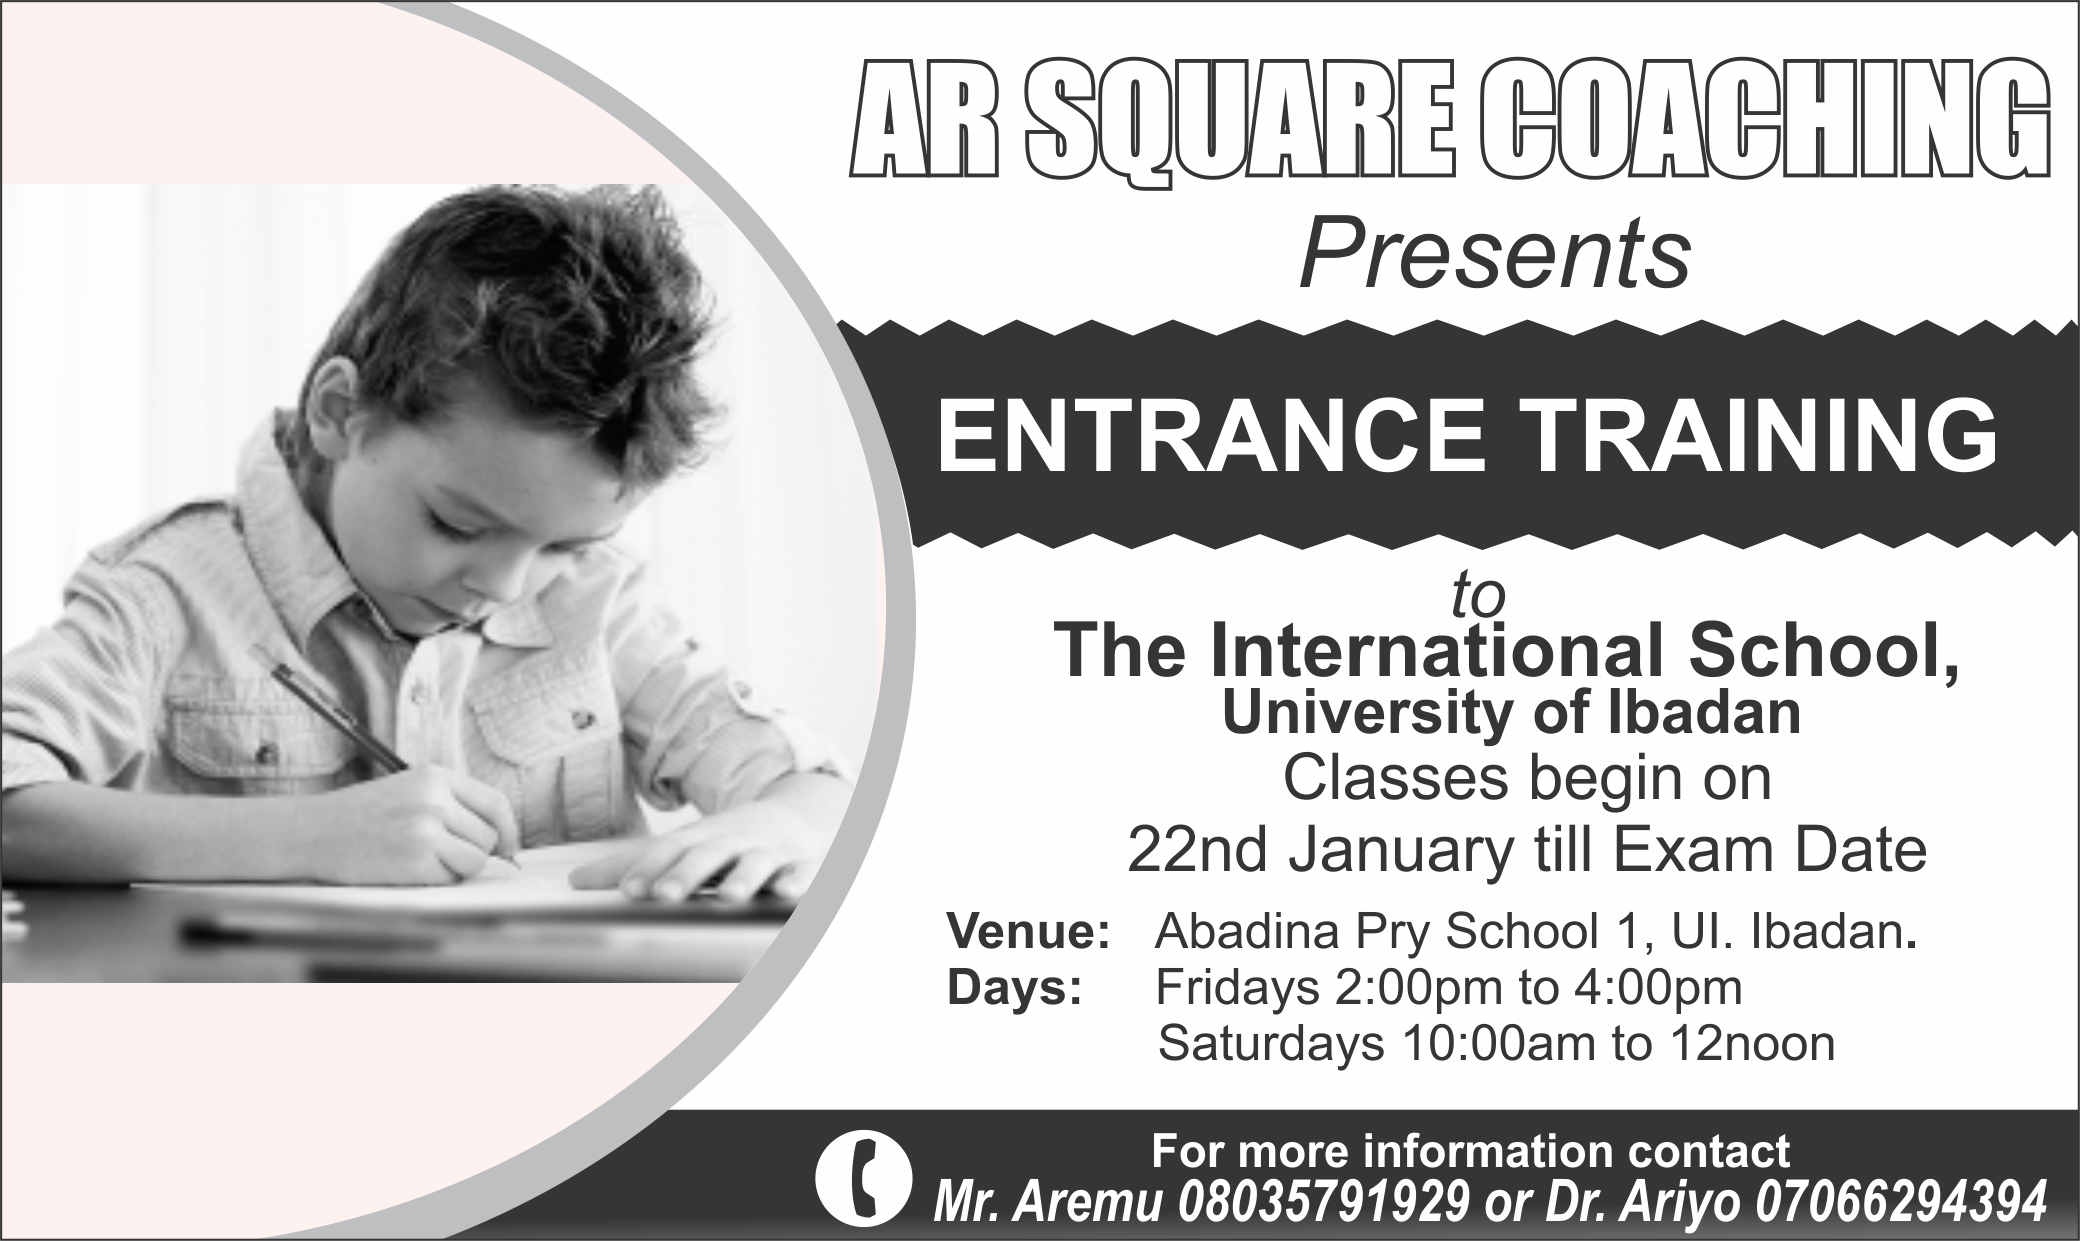 AR SQUARE COACHING
Presents
ENTRANCE TRAINING
to
The International School,
University of Ibadan
Classes begin on
22nd January till Exam Date
Venue: Abadina Pry School 1, UI. Ibadan.
Days: Fridays 2:00pm to 4:00pm
Saturdays 10:00am to 12noon
For more information contact
Mr. Aremu 08035791929 or Dr. Ariyo 07066294394